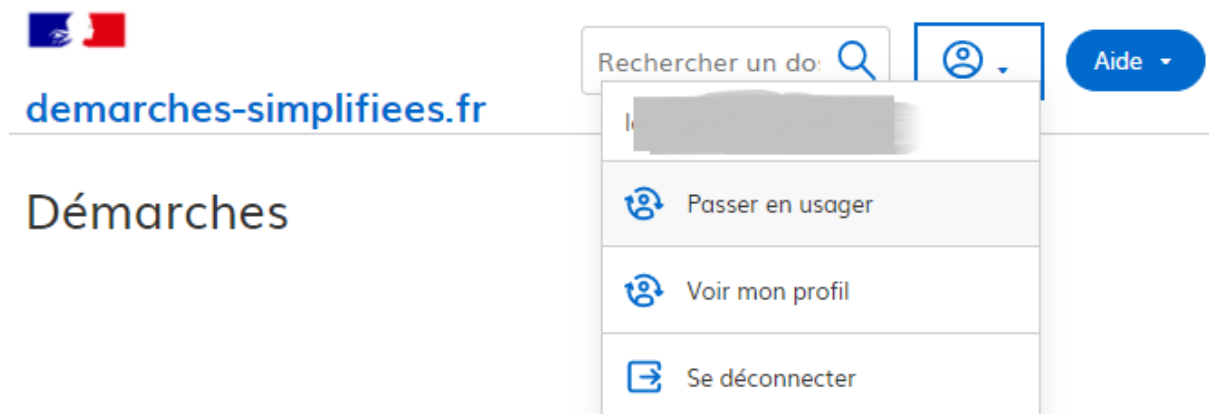 Rechercher un do
Aide
demarches-simplifiees.fr
Démarches
Passer en usager
Voir mon profil
Se déconnecter